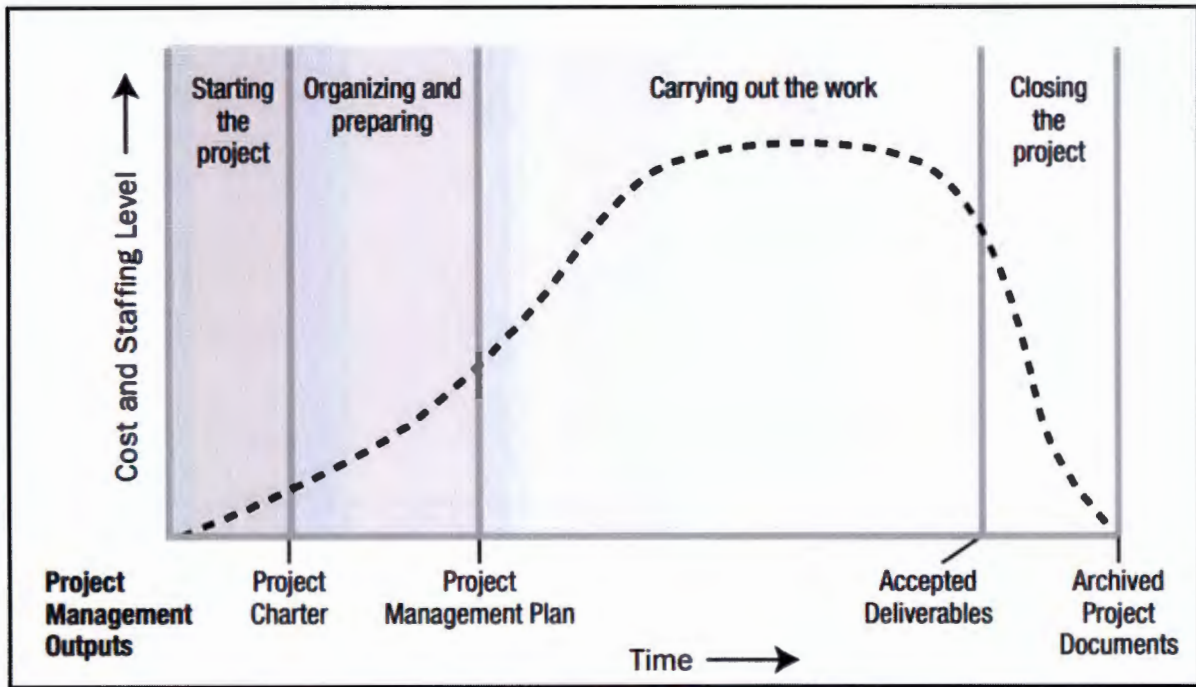 Starting
the
project
Organizing and
preparing
Carrying out the work
Closing
the
project
Cost and Staffing Level
Project
Management
Outputs
Project
Charter
Project
Management Plan
Accepted
Deliverables
Archived
Project
Documents
Time